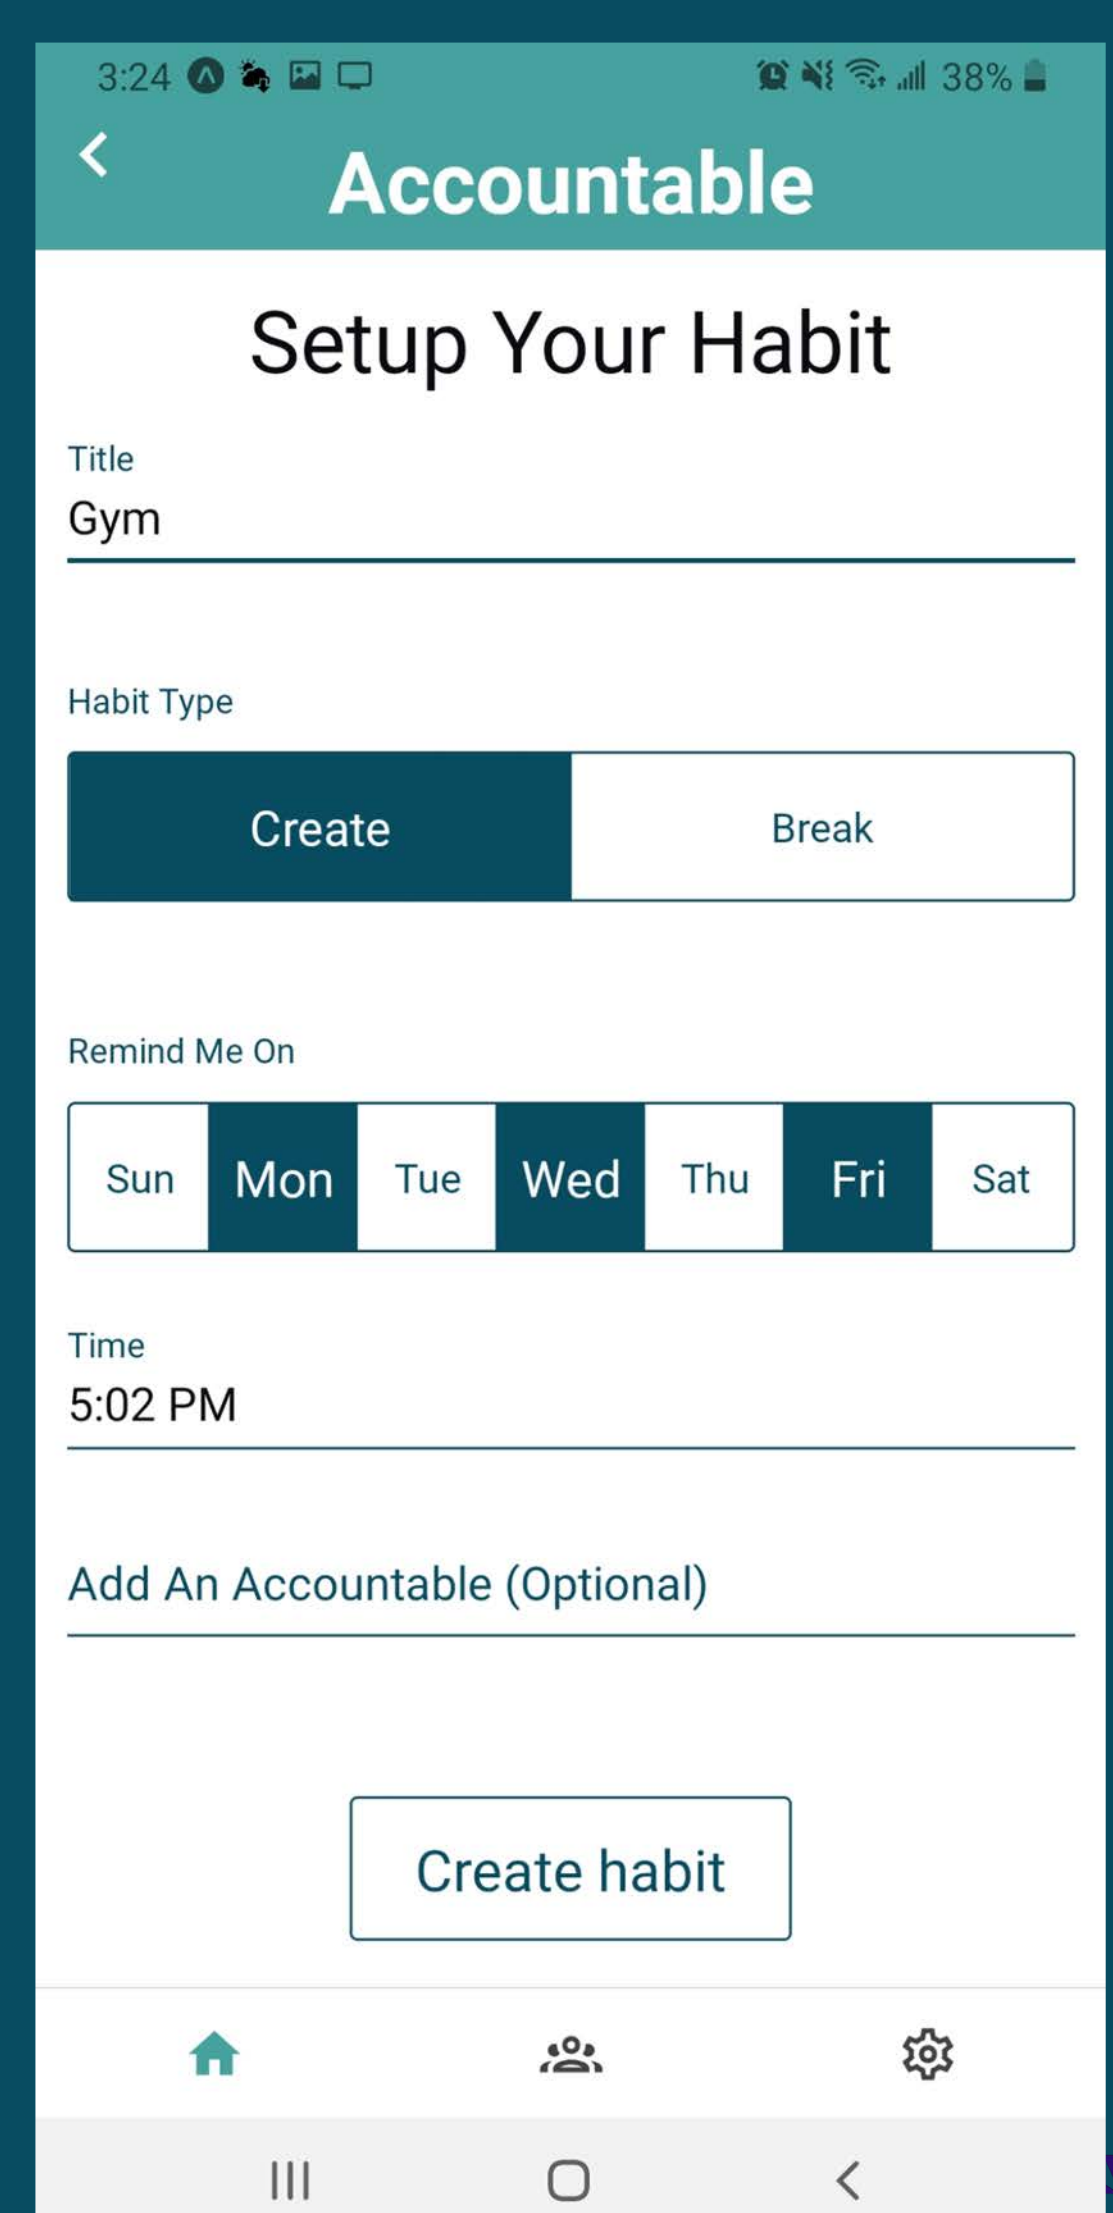 3:24 38%
Accountable
Setup Your Habit
Title
Gym
Habit Type
Create Break
Remind Me On
Sun Mon Tue Wed Thu Fri Sat
Time
5:02 PM
Add An Accountable (Optional)
Create habit